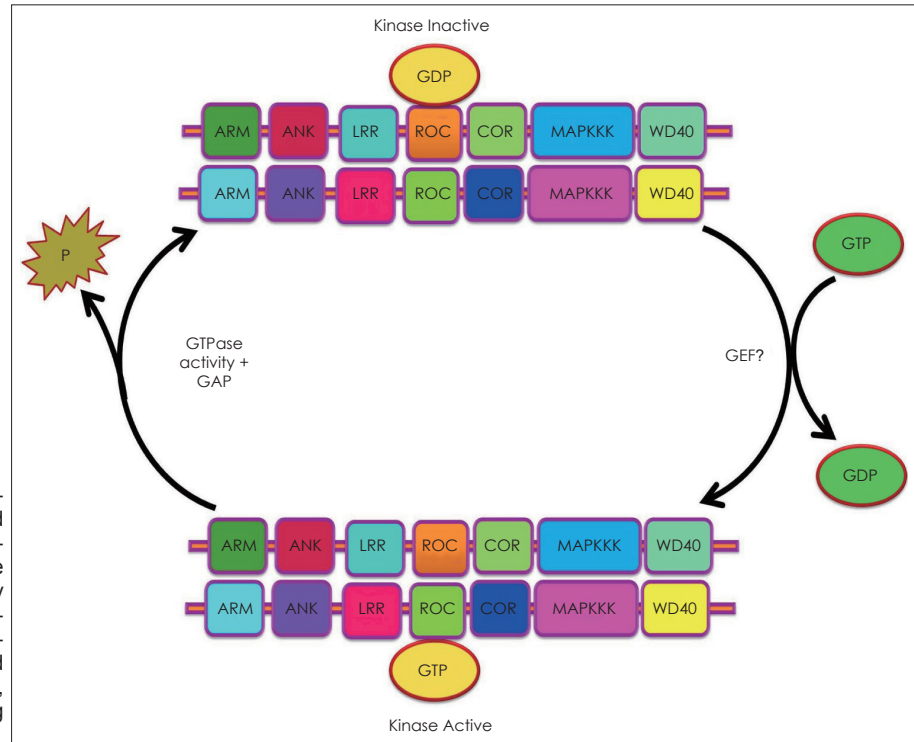 Kinase Inactive
GDP
ARM ANK LRR ROC COR MAPKKK WD40
ARM ANK LRR ROC COR MAPKKK WD40
P
GTP
GTPase
activity +
GAP
GEF?
GDP
ARM ANK LRR ROC COR MAPKKK WD40
ARM ANK LRR ROC COR MAPKKK WD40
GTP
Kinase Active